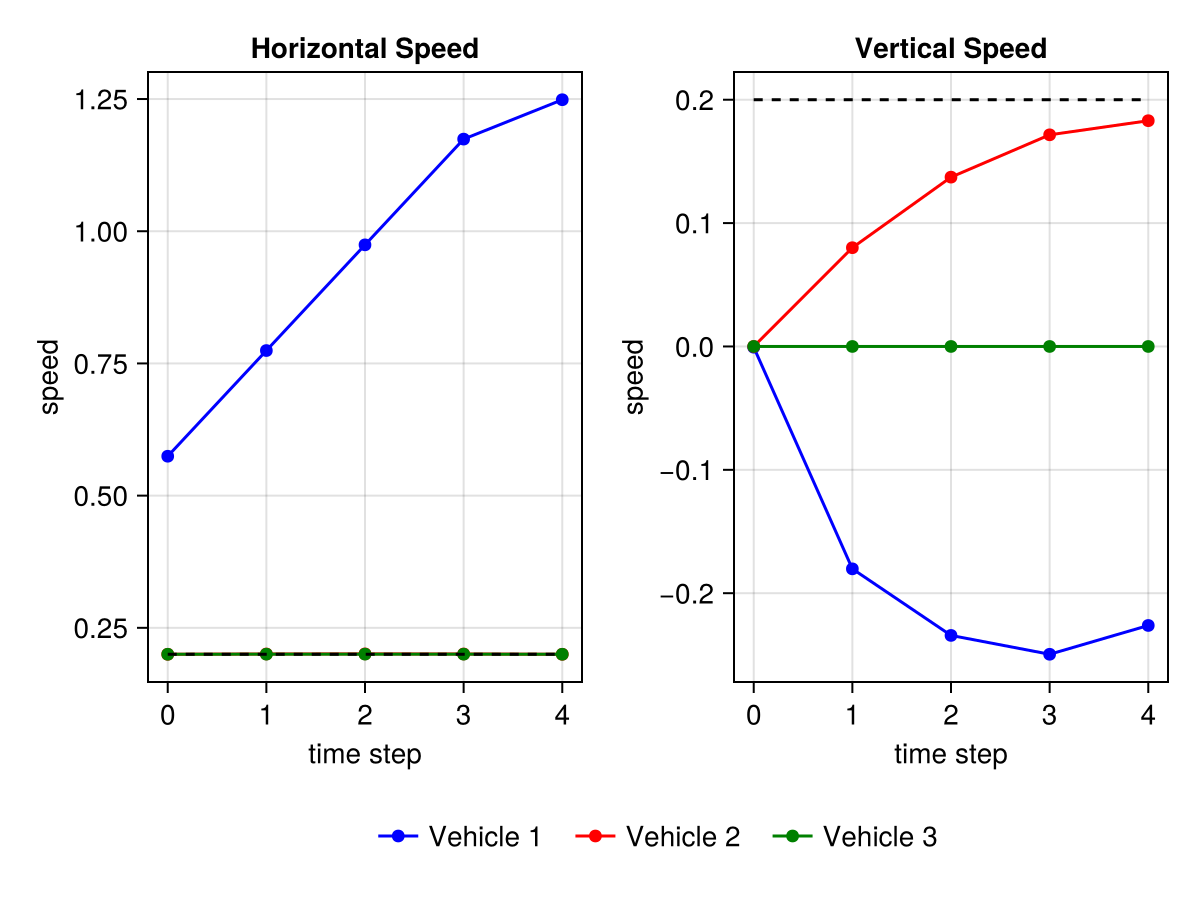 Horizontal Speed
1.25
1.00
0.75
0.50
0.25
speed
0 1 2 3 4
time step
Vertical Speed
0.2
0.1
0.0
−0.1
−0.2
speed
0 1 2 3 4
time step
Vehicle 1 Vehicle 2 Vehicle 3